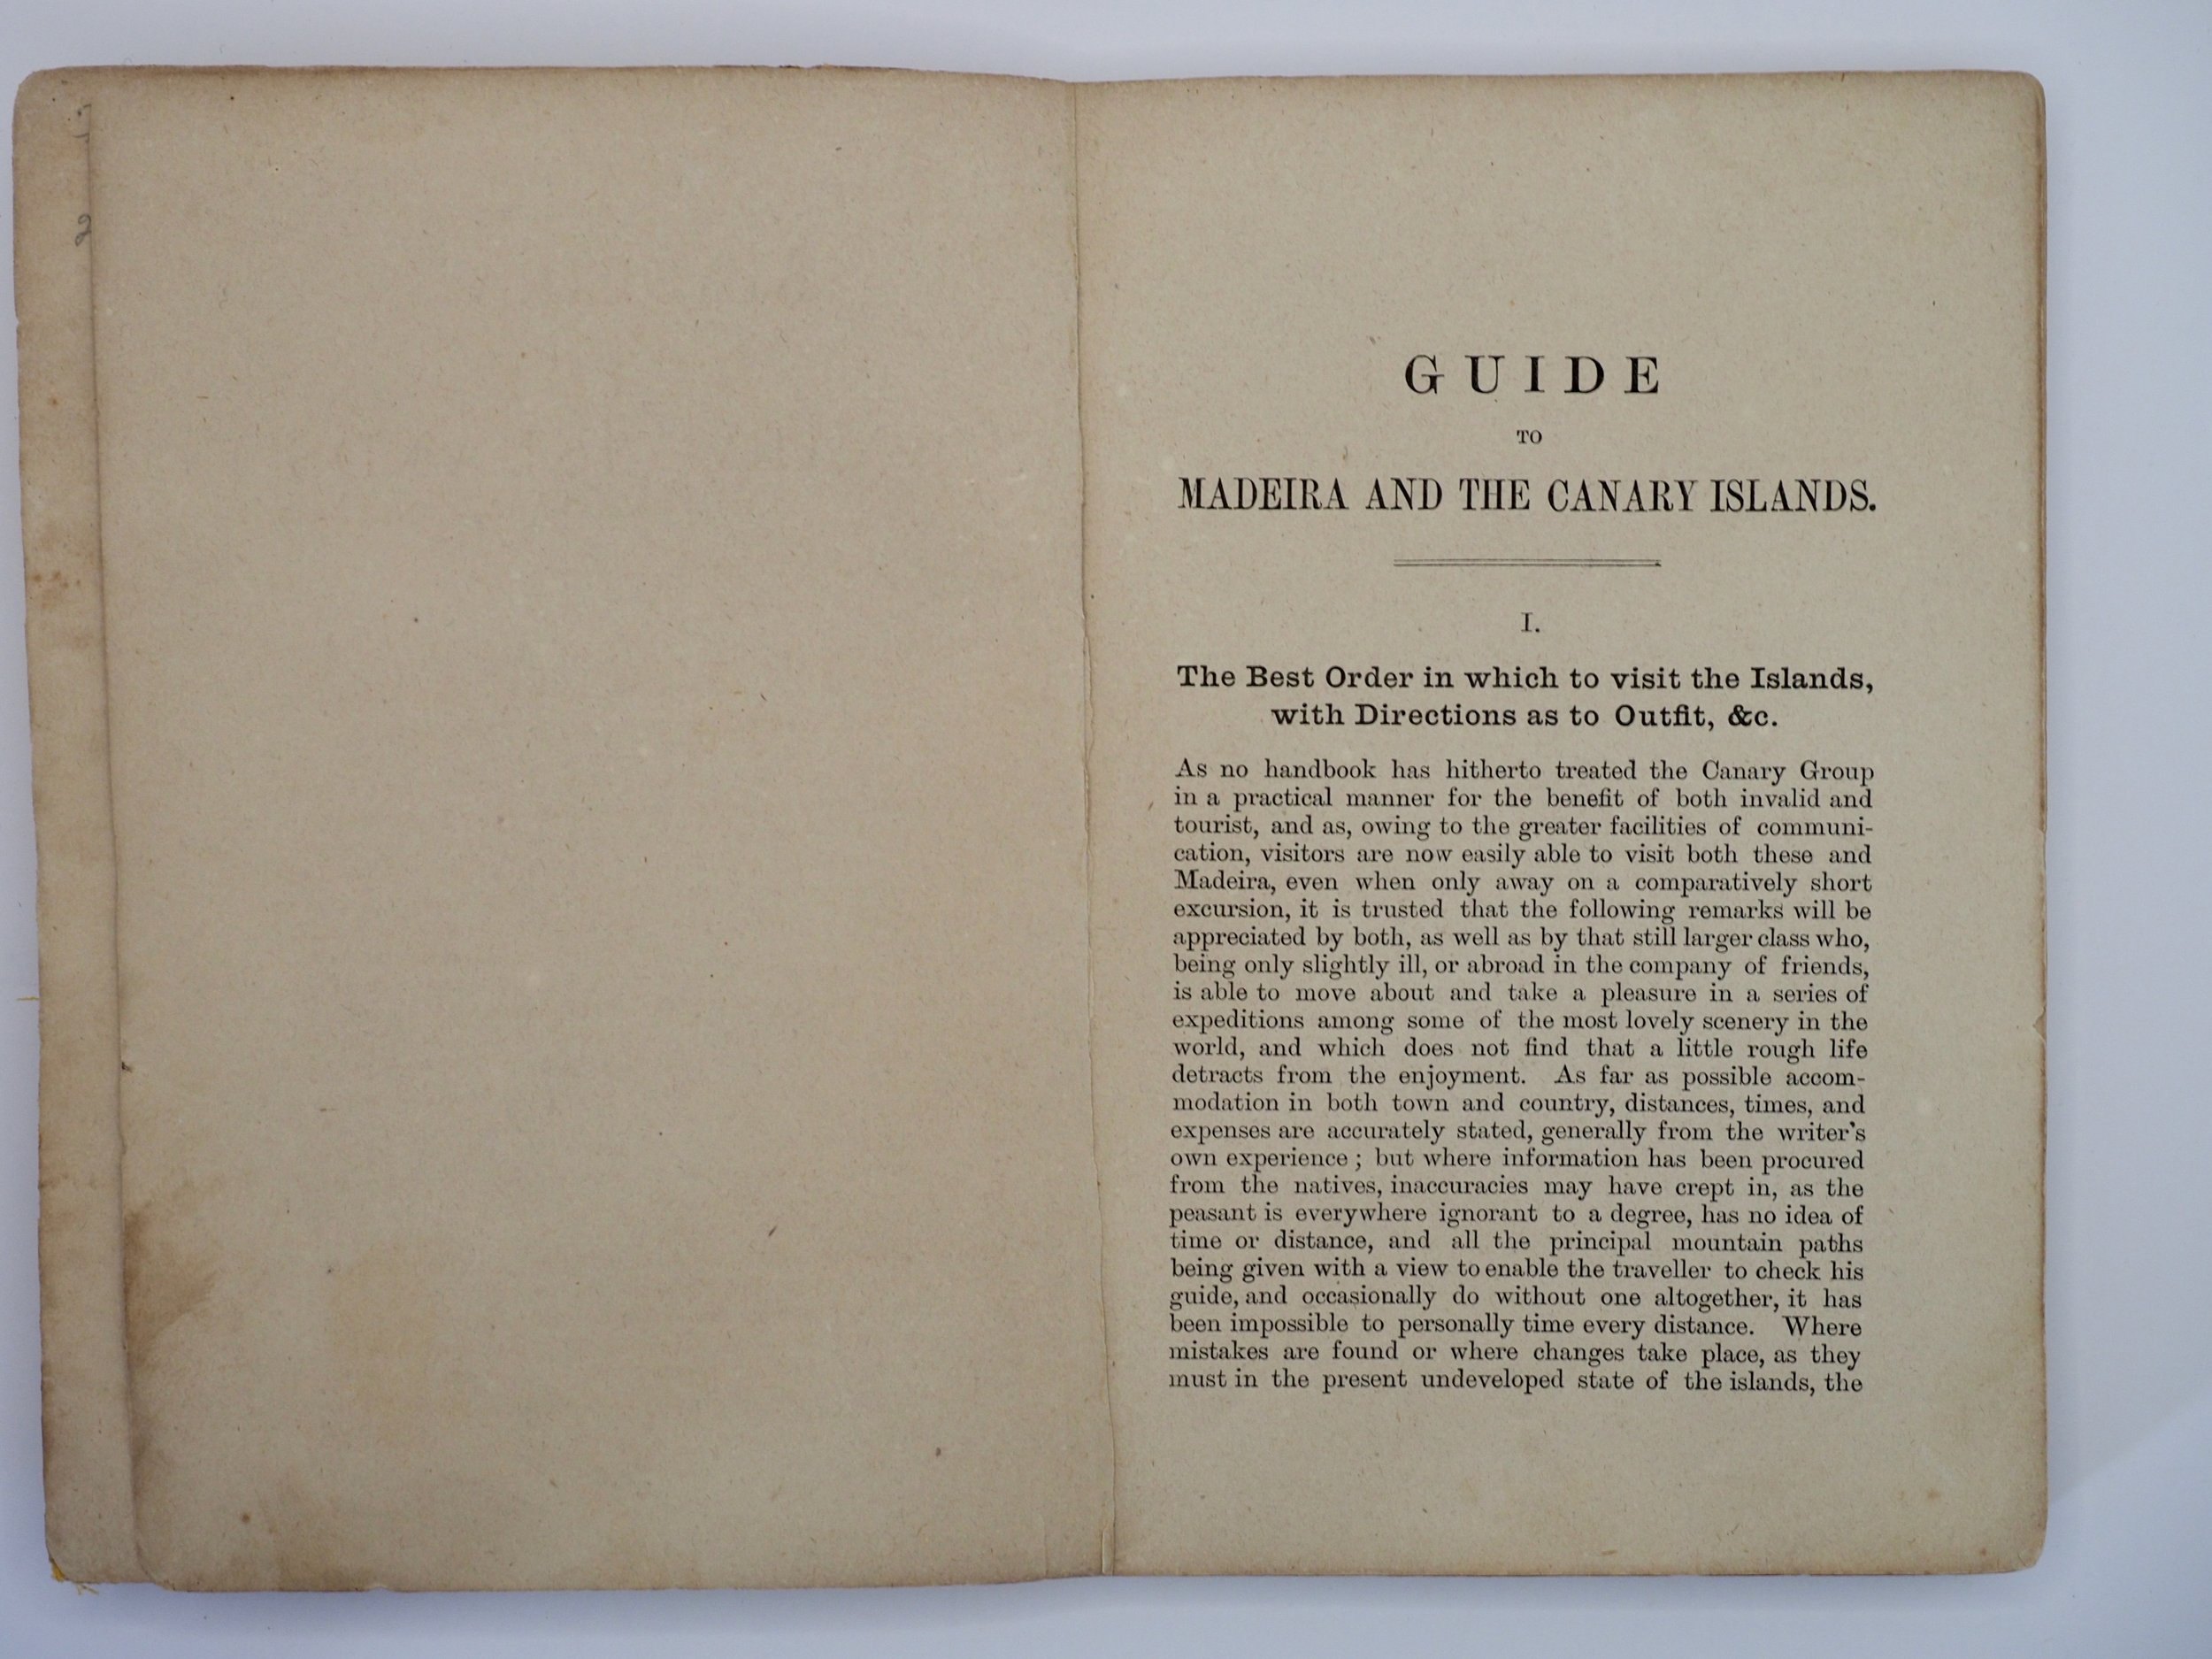 2
GUIDE
TO
MADEIRA AND THE CANARY ISLANDS.
I.
The Best Order in which to visit the Islands,
with Directions as to Outfit, &c.
As no handbook has hitherto treated the Canary Group
in a practical manner for the benefit of both invalid and
tourist, and as, owing to the greater facilities of communi-
cation, visitors are now easily able to visit both these and
Madeira, even when only away on a comparatively short
excursion, it is trusted that the following remarks will be
appreciated by both, as well as by that still larger class who,
being only slightly ill, or abroad in the company of friends,
is able to move about and take a pleasure in a series of
expeditions among some of the most lovely scenery in the
world, and which does not find that a little rough life
detracts from the enjoyment. As far as possible accom-
modation in both town and country, distances, times, and
expenses are accurately stated, generally from the writer's
own experience; but where information has been procured
from the natives, inaccuracies may have crept in, as the
peasant is everywhere ignorant to a degree, has no idea of
time or distance, and all the principal mountain paths
being given with a view to enable the traveller to check his
guide, and occasionally do without one altogether, it has
been impossible to personally time every distance. Where
mistakes are found or where changes take place, as they
must in the present undeveloped state of the islands, the